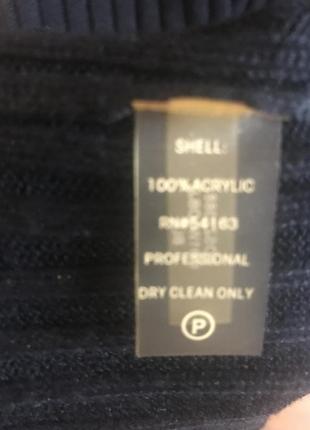 SHELL:
100% ACRYLIC
RN#54163
PROFESSIONAL
DRY CLEAN ONLY
P